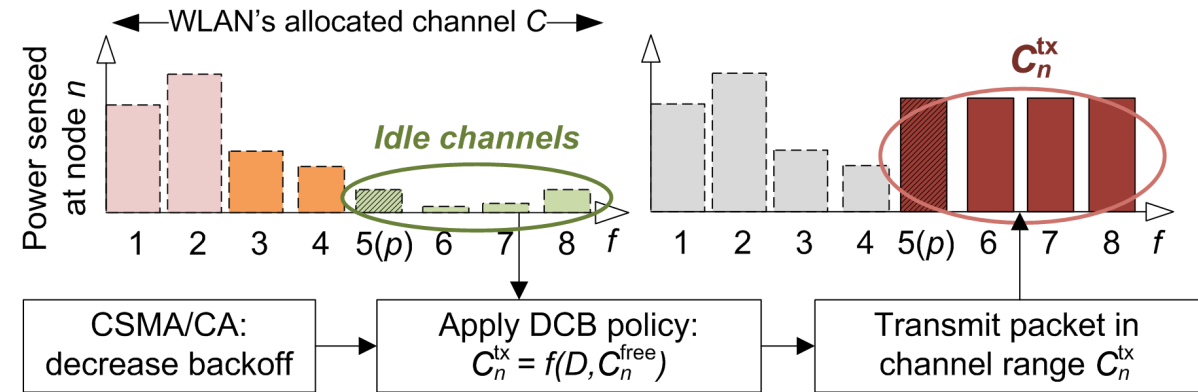 WLAN's allocated channel C
Power sensed
at node n
Idle channels
1 2 3 4 5(p) 6 7 8 f
C_n^tx
1 2 3 4 5(p) 6 7 8 f
CSMA/CA:
decrease backoff
Apply DCB policy:
C_n^tx = f(D, C_n^free)
Transmit packet in
channel range C_n^tx